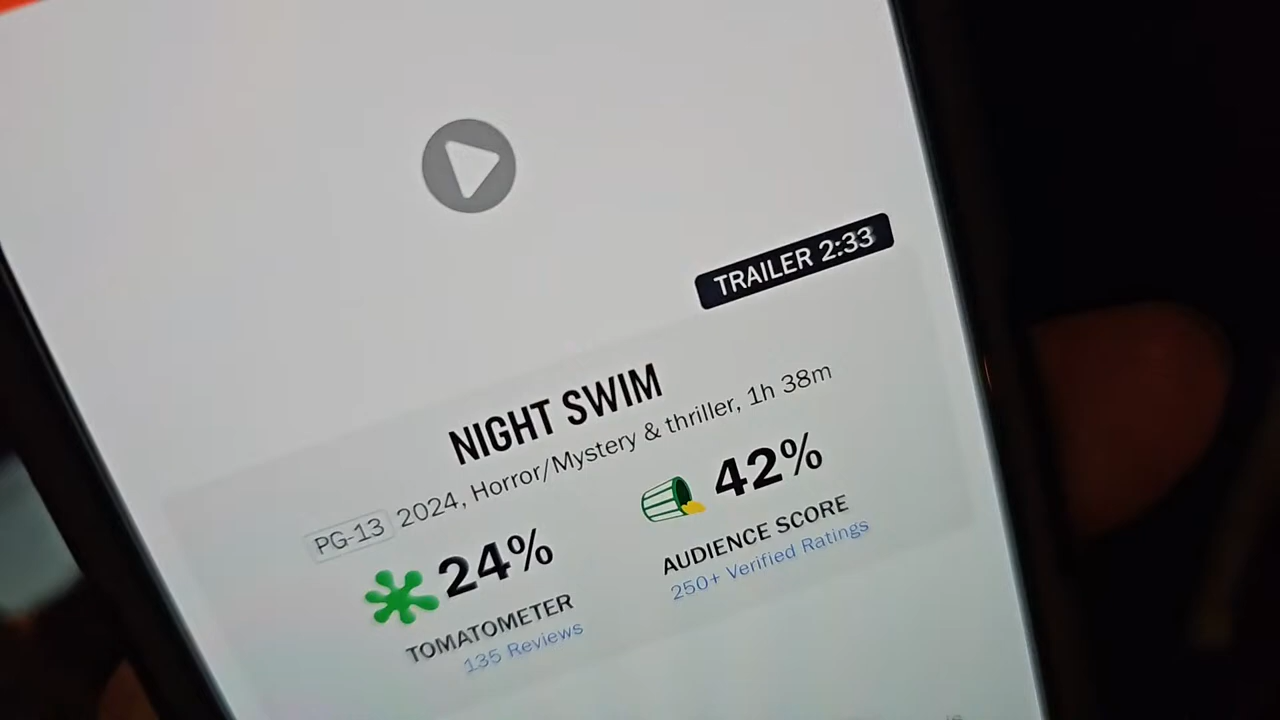 TRAILER 2:33
NIGHT SWIM
PG-13 2024, Horror/Mystery & thriller, 1h 38m
24%
TOMATOMETER
135 Reviews
42%
AUDIENCE SCORE
250+ Verified Ratings